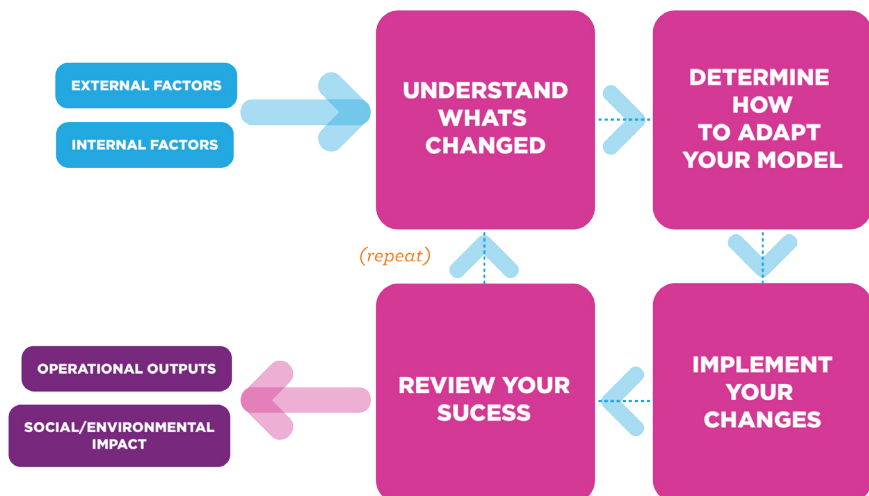 EXTERNAL FACTORS
INTERNAL FACTORS
UNDERSTAND
WHATS
CHANGED
DETERMINE
HOW
TO ADAPT
YOUR MODEL
(repeat)
OPERATIONAL OUTPUTS
SOCIAL/ENVIRONMENTAL
IMPACT
REVIEW YOUR
SUCESS
IMPLEMENT
YOUR
CHANGES